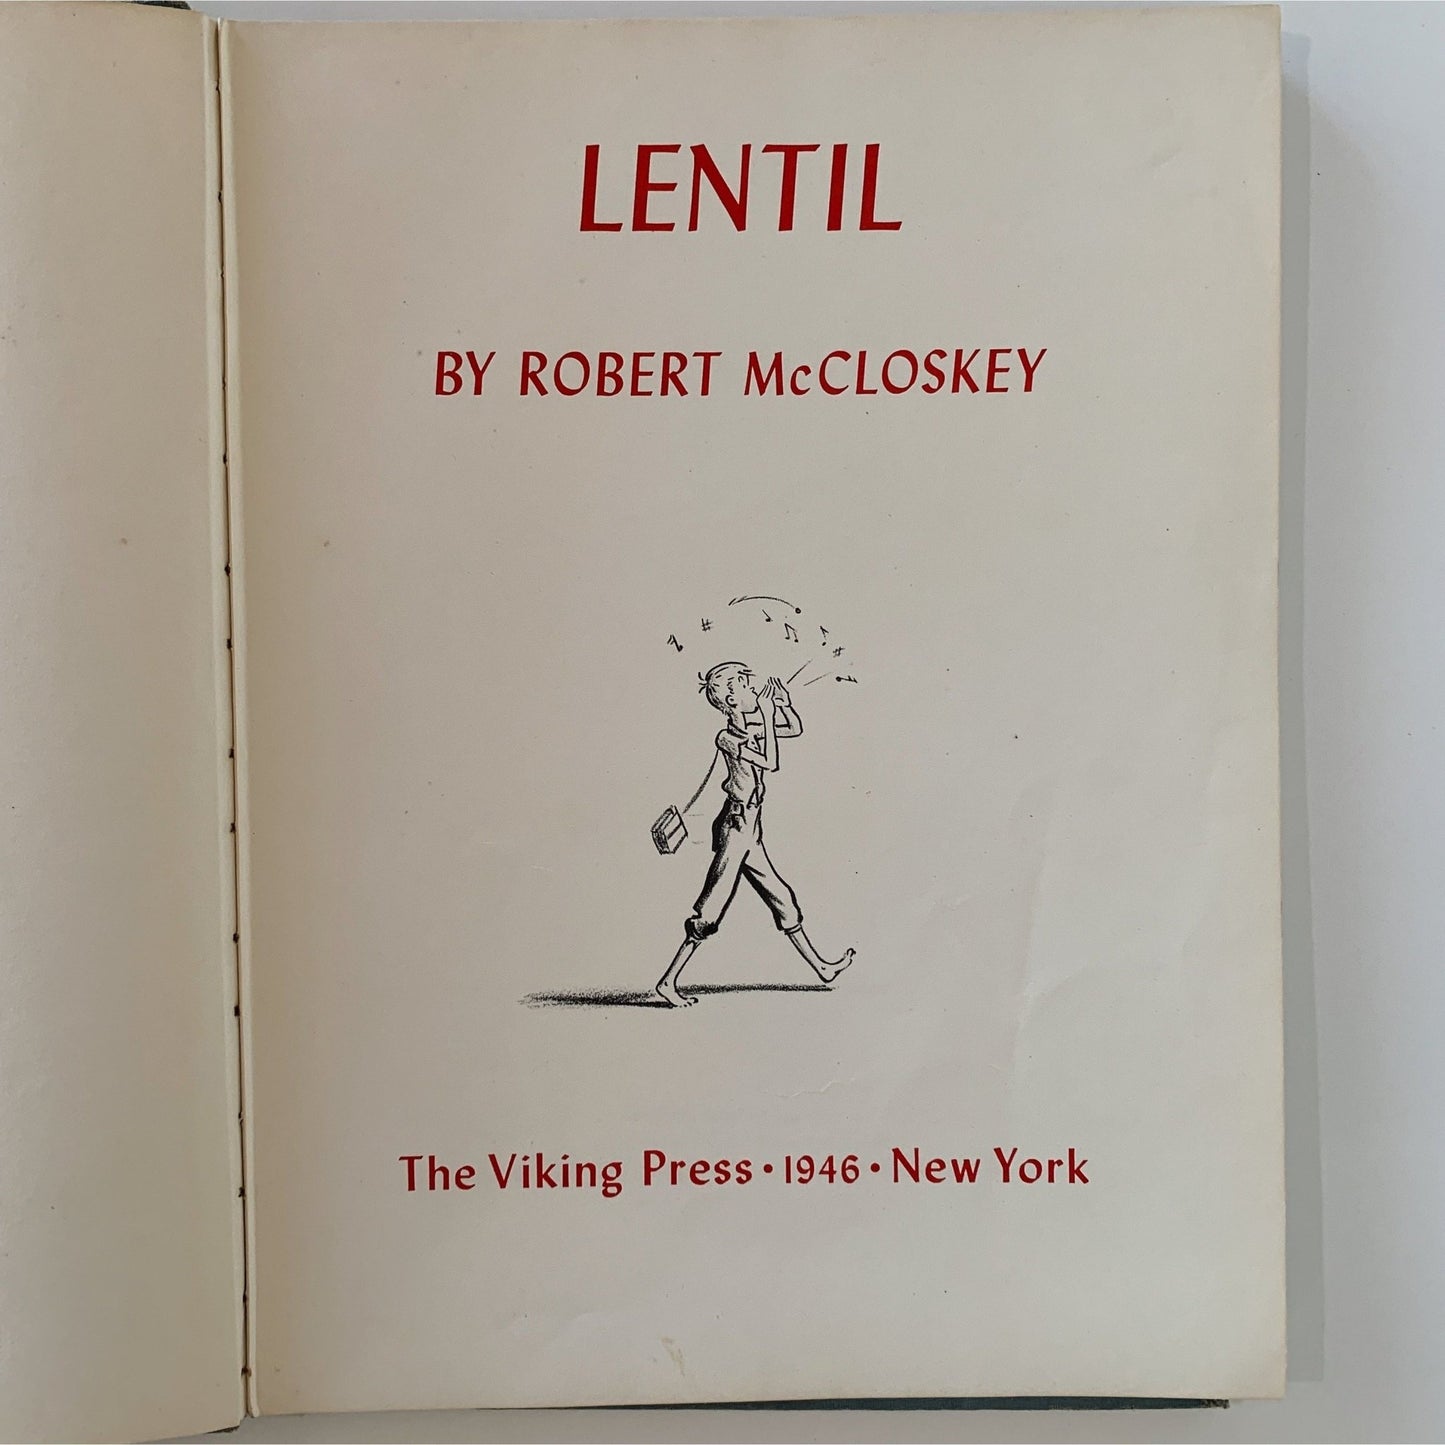 LENTIL
BY ROBERT McCLOSKEY
The Viking Press • 1946 • New York